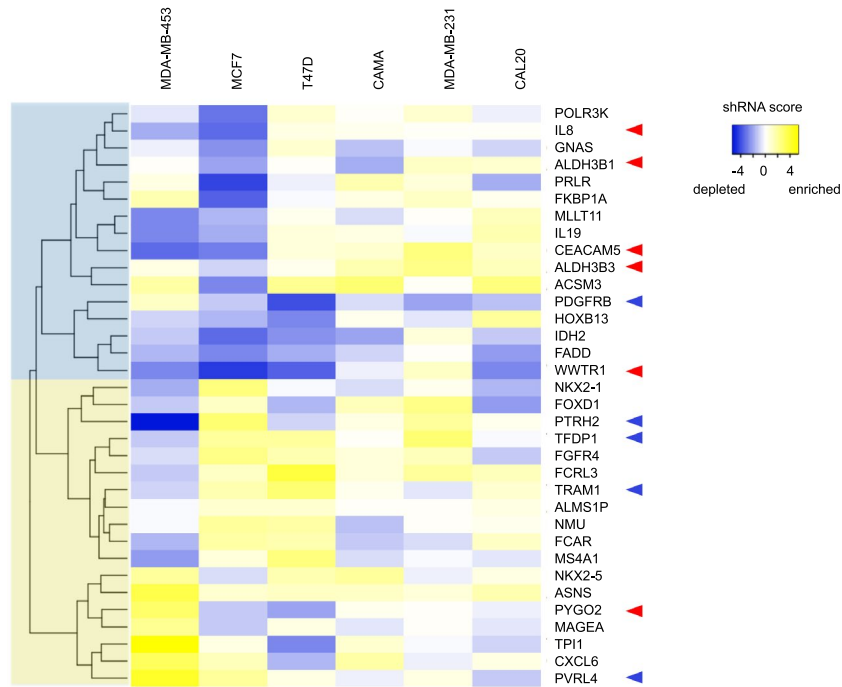 MDA-MB-453
MCF7
T47D
CAMA
MDA-MB-231
CAL20
POLR3K
IL8
GNAS
ALDH3B1
PRLR
FKBP1A
MLLT11
IL19
CEACAM5
ALDH3B3
ACSM3
PDGFRB
HOXB13
IDH2
FADD
WWTR1
NKX2-1
FOXD1
PTRH2
TFDP1
FGFR4
FCRL3
TRAM1
ALMS1P
NMU
FCAR
MS4A1
NKX2-5
ASNS
PYGO2
MAGEA
TPI1
CXCL6
PVRL4
shRNA score
-4 0 4
depleted enriched